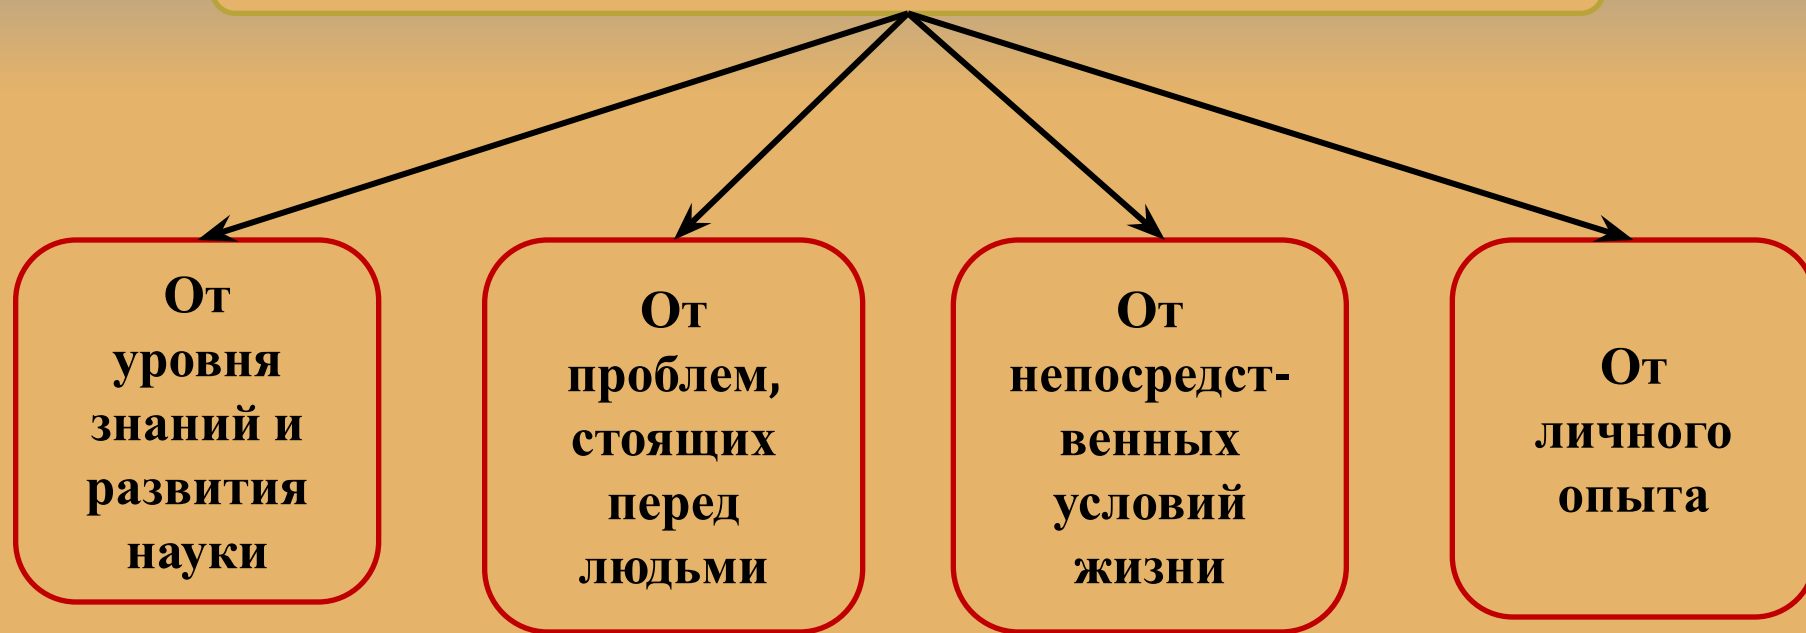 От
уровня
знаний и
развития
науки
От
проблем,
стоящих
перед
людьми
От
непосредст-
венных
условий
жизни
От
личного
опыта